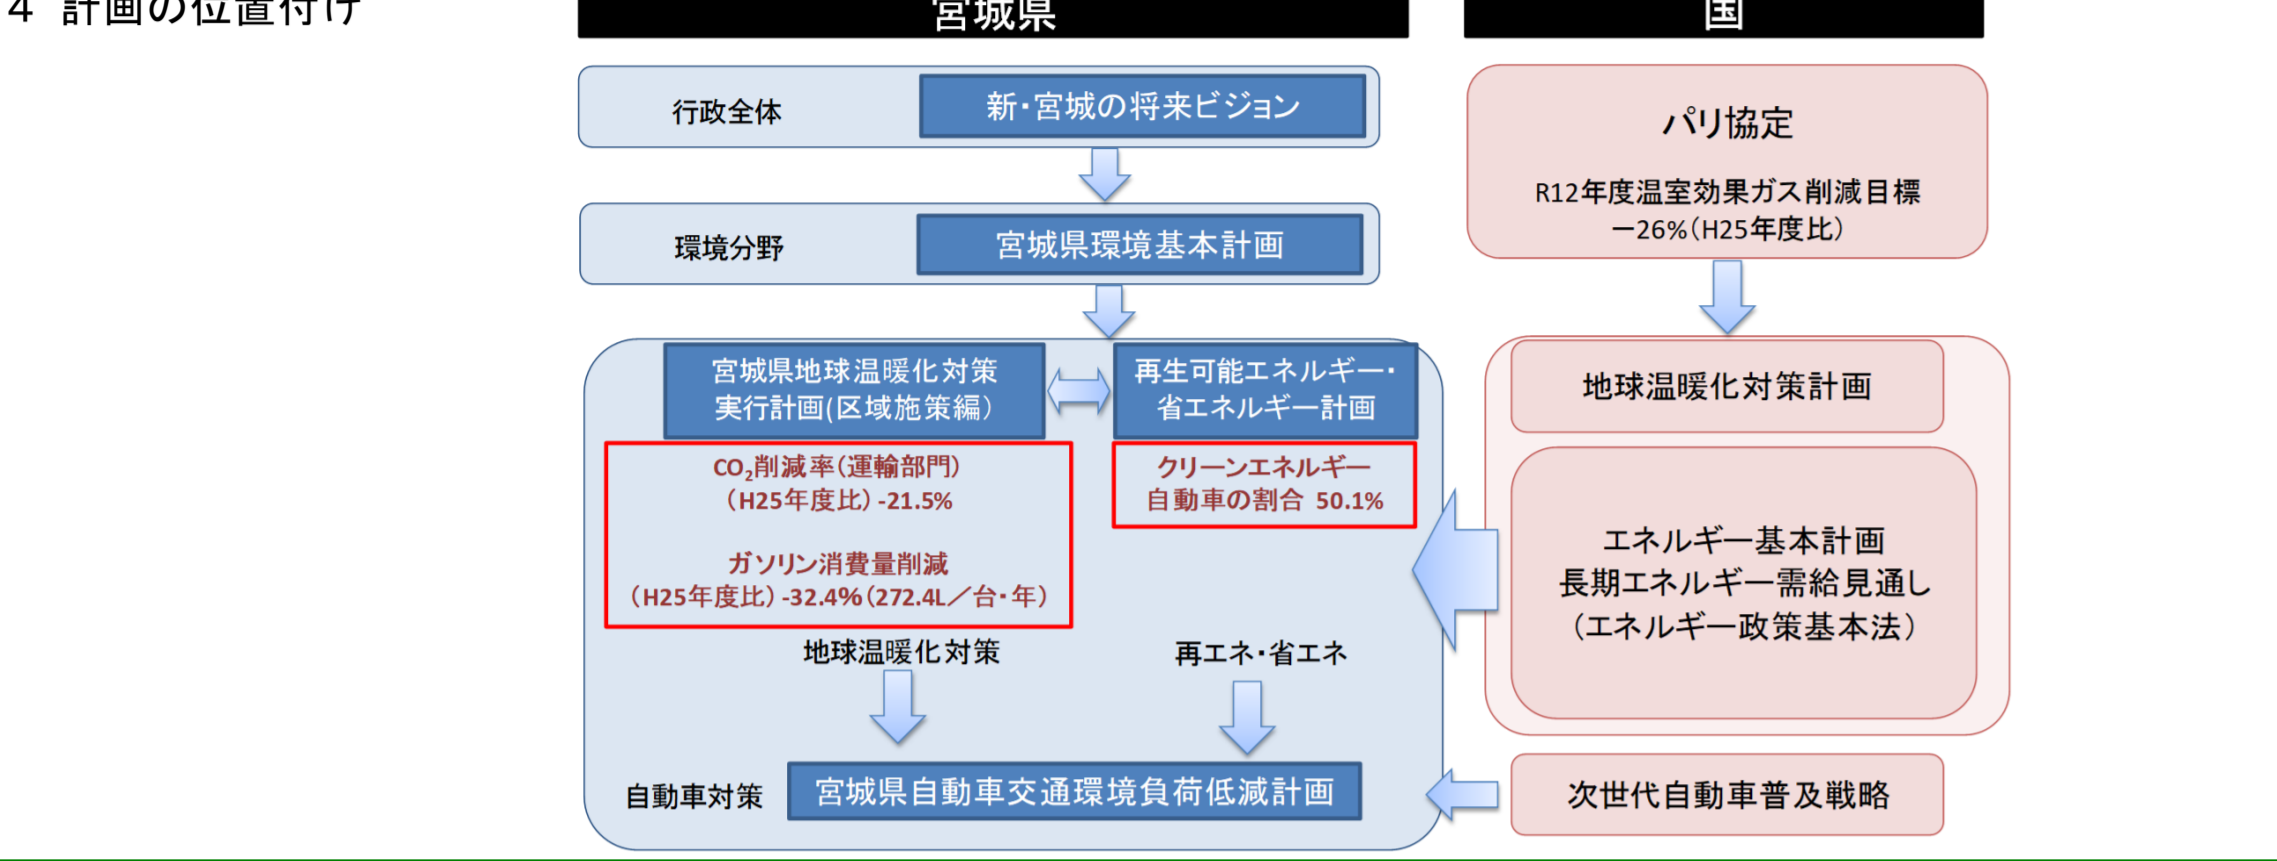 4 計画の位置付け
宮城県
国
行政全体
新・宮城の将来ビジョン
環境分野
宮城県環境基本計画
宮城県地球温暖化対策
実行計画(区域施策編)
再生可能エネルギー・
省エネルギー計画
CO₂削減率(運輸部門)
(H25年度比) -21.5%
ガソリン消費量削減
(H25年度比) -32.4%(272.4L/台・年)
クリーンエネルギー
自動車の割合 50.1%
地球温暖化対策
再エネ・省エネ
自動車対策
宮城県自動車交通環境負荷低減計画
パリ協定
R12年度温室効果ガス削減目標
ー26%(H25年度比)
地球温暖化対策計画
エネルギー基本計画
長期エネルギー需給見通し
(エネルギー政策基本法)
次世代自動車普及戦略